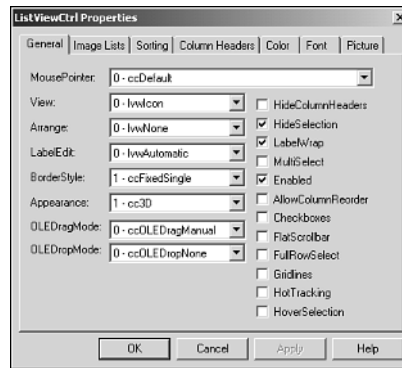 ListViewCtrl Properties
General Image Lists Sorting Column Headers Color Font Picture
MousePointer: 0 - ccDefault
View: 0 - lvwIcon
Arrange: 0 - lvwNone
LabelEdit: 0 - lvwAutomatic
BorderStyle: 1 - ccFixedSingle
Appearance: 1 - cc3D
OLEDragMode: 0 - ccOLEDragManual
OLEDropMode: 0 - ccOLEDropNone
HideColumnHeaders
HideSelection
LabelWrap
MultiSelect
Enabled
AllowColumnReorder
Checkboxes
FlatScrollbar
FullRowSelect
Gridlines
HotTracking
HoverSelection
OK Cancel Apply Help